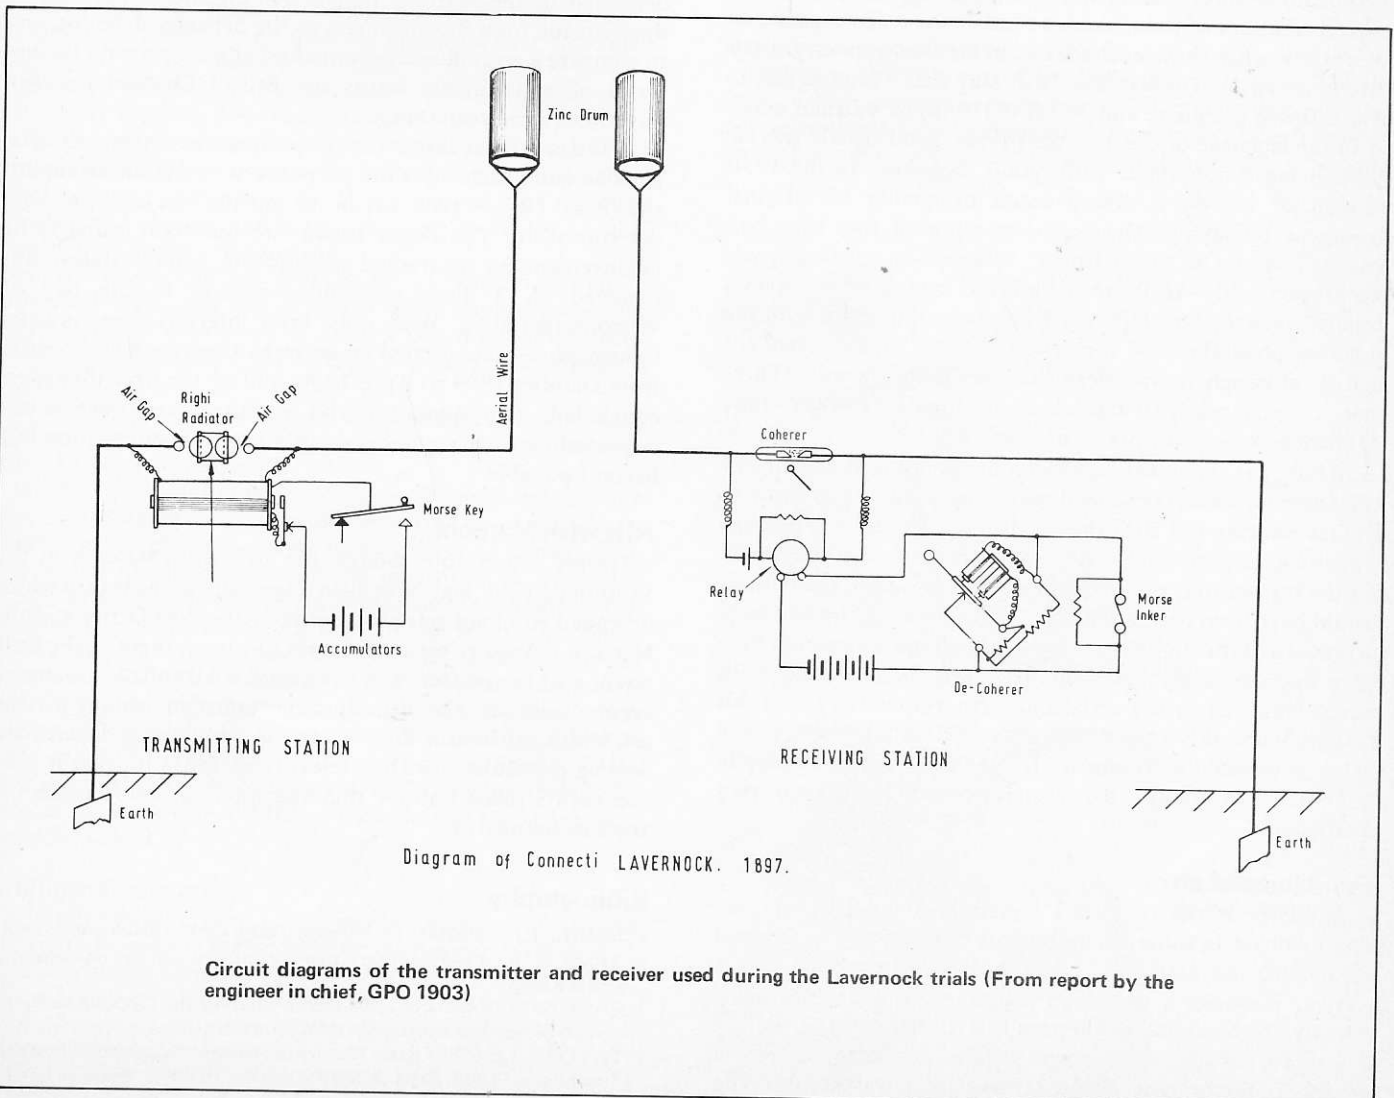 Zinc Drum
Aerial Wire
Air Gap
Righi
Radiator
Air Gap
Morse Key
Accumulators
TRANSMITTING STATION
Earth
Coherer
Relay
Morse
Inker
De-Coherer
RECEIVING STATION
Earth
Diagram of Connecti LAVERNOCK. 1897.
Circuit diagrams of the transmitter and receiver used during the Lavernock trials (From report by the
engineer in chief, GPO 1903)